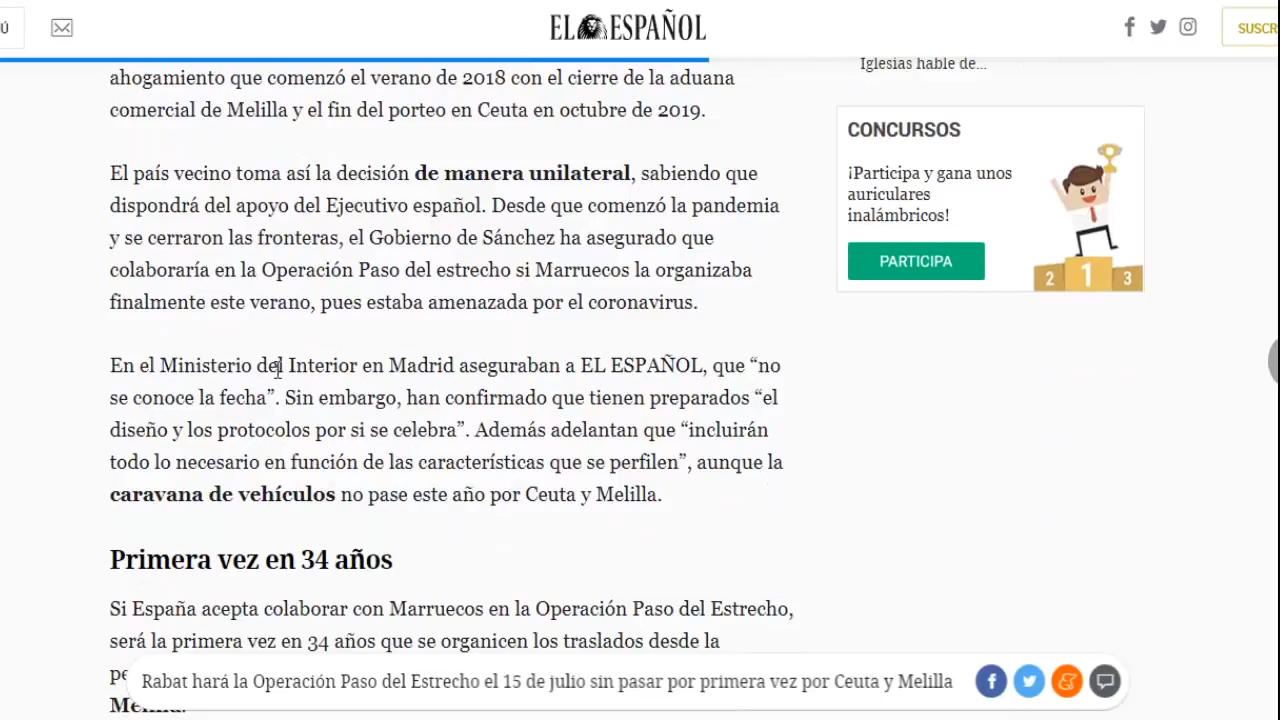 Ú
EL ESPAÑOL
SUSCR
ahogamiento que comenzó el verano de 2018 con el cierre de la aduana
comercial de Melilla y el fin del porteo en Ceuta en octubre de 2019.
El país vecino toma así la decisión de manera unilateral, sabiendo que
dispondrá del apoyo del Ejecutivo español. Desde que comenzó la pandemia
y se cerraron las fronteras, el Gobierno de Sánchez ha asegurado que
colaboraría en la Operación Paso del estrecho si Marruecos la organizaba
finalmente este verano, pues estaba amenazada por el coronavirus.
En el Ministerio del Interior en Madrid aseguraban a EL ESPAÑOL, que “no
se conoce la fecha”. Sin embargo, han confirmado que tienen preparados “el
diseño y los protocolos por si se celebra”. Además adelantan que “incluirán
todo lo necesario en función de las características que se perfilen”, aunque la
caravana de vehículos no pase este año por Ceuta y Melilla.
Primera vez en 34 años
Si España acepta colaborar con Marruecos en la Operación Paso del Estrecho,
será la primera vez en 34 años que se organicen los traslados desde la
Rabat hará la Operación Paso del Estrecho el 15 de julio sin pasar por primera vez por Ceuta y Melilla
Iglesias hable de...
CONCURSOS
¡Participa y gana unos
auriculares
inalámbricos!
PARTICIPA
2 1 3